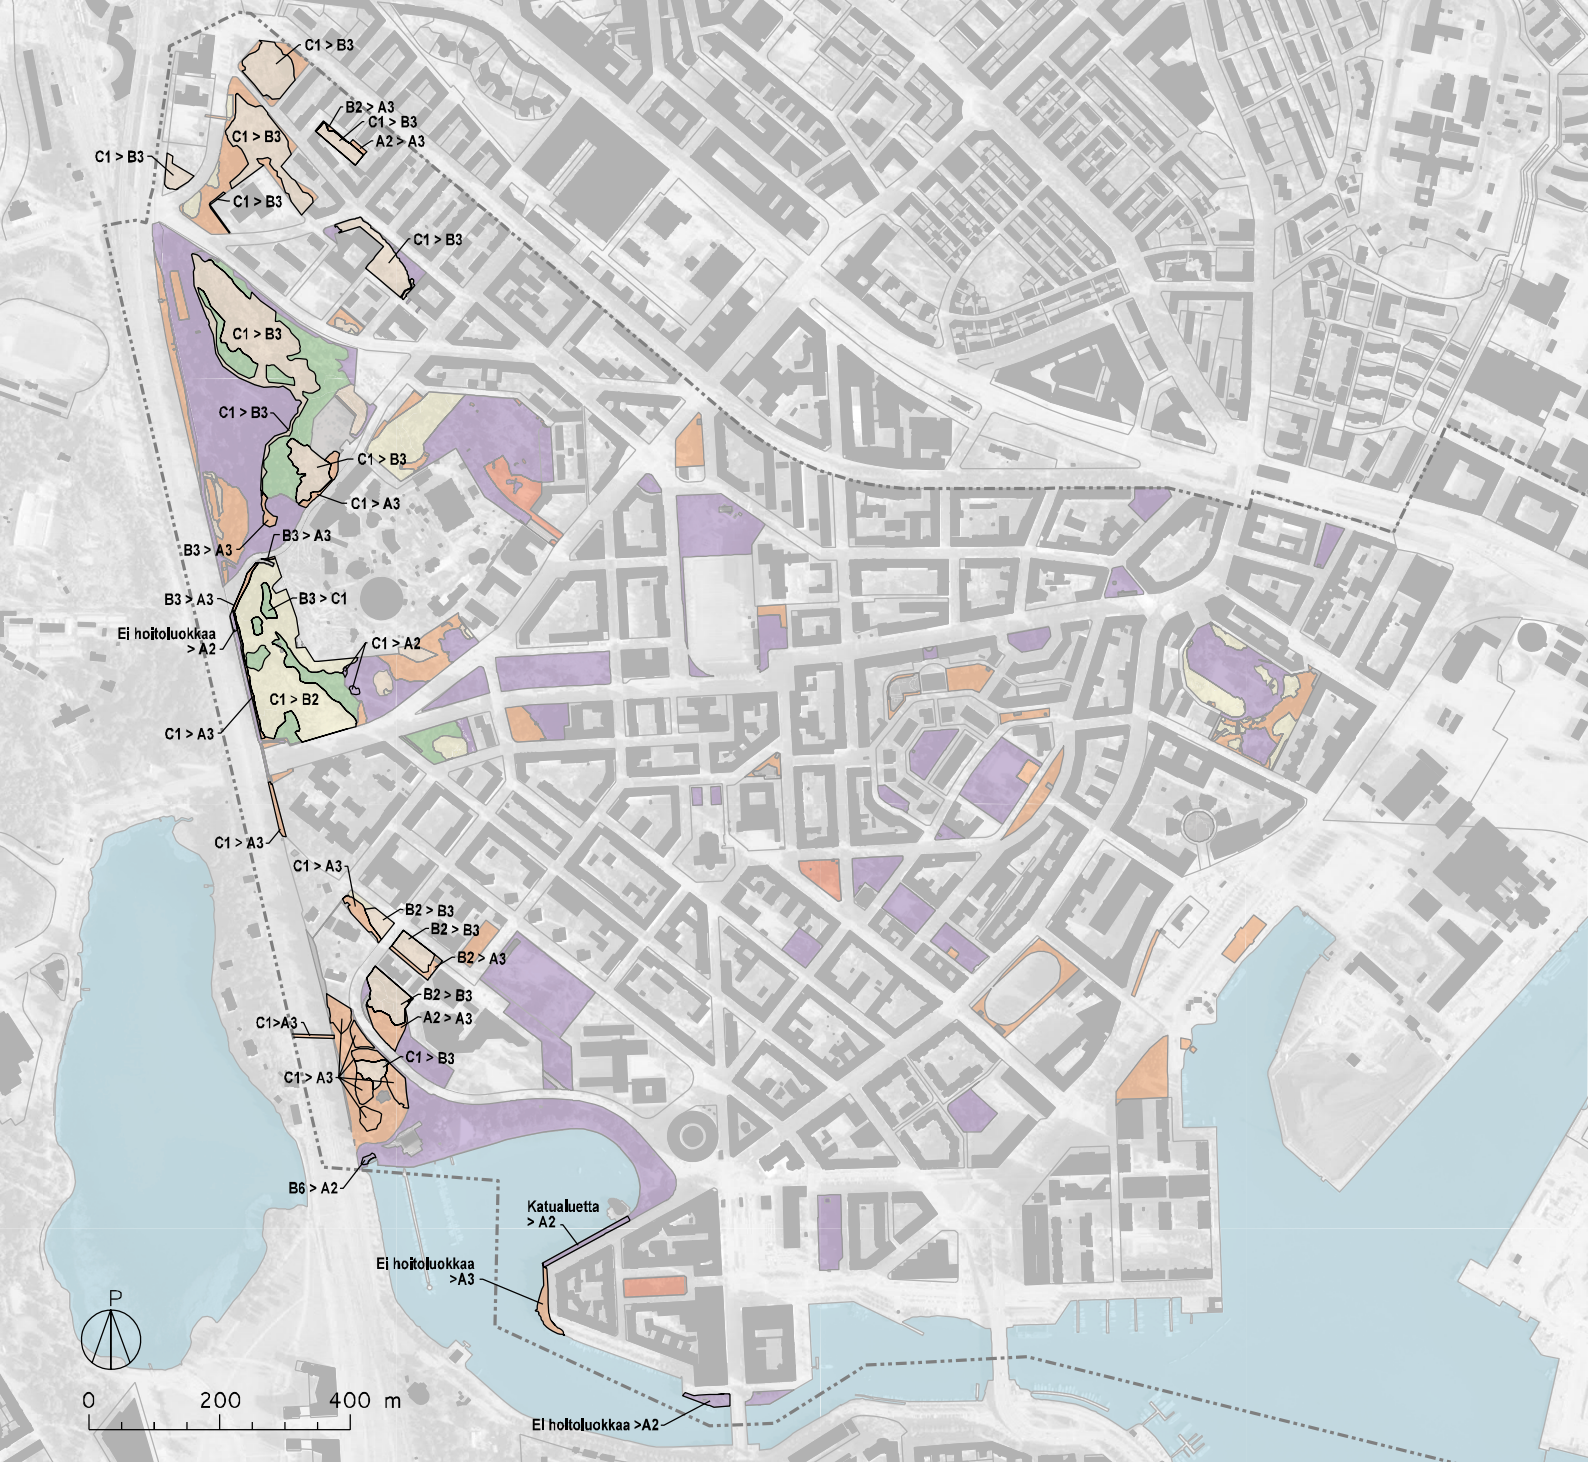 C1 > B3
B2 > A3
C1 > B3
C1 > B3
A2 > A3
C1 > B3
C1 > B3
C1 > B3
C1 > B3
C1 > B3
C1 > B3
C1 > A3
B3 > A3
B3 > A3
B3 > A3
B3 > C1
Ei hoitoluokkaa
> A2
C1 > A2
C1 > B2
C1 > A3
C1 > A3
C1 > A3
B2 > B3
B2 > B3
B2 > A3
B2 > B3
A2 > A3
C1>A3
C1 > B3
C1 > A3
B6 > A2
Katualuetta
> A2
Ei hoitoluokkaa
>A3
P
0 200 400 m
Ei hoitoluokkaa >A2